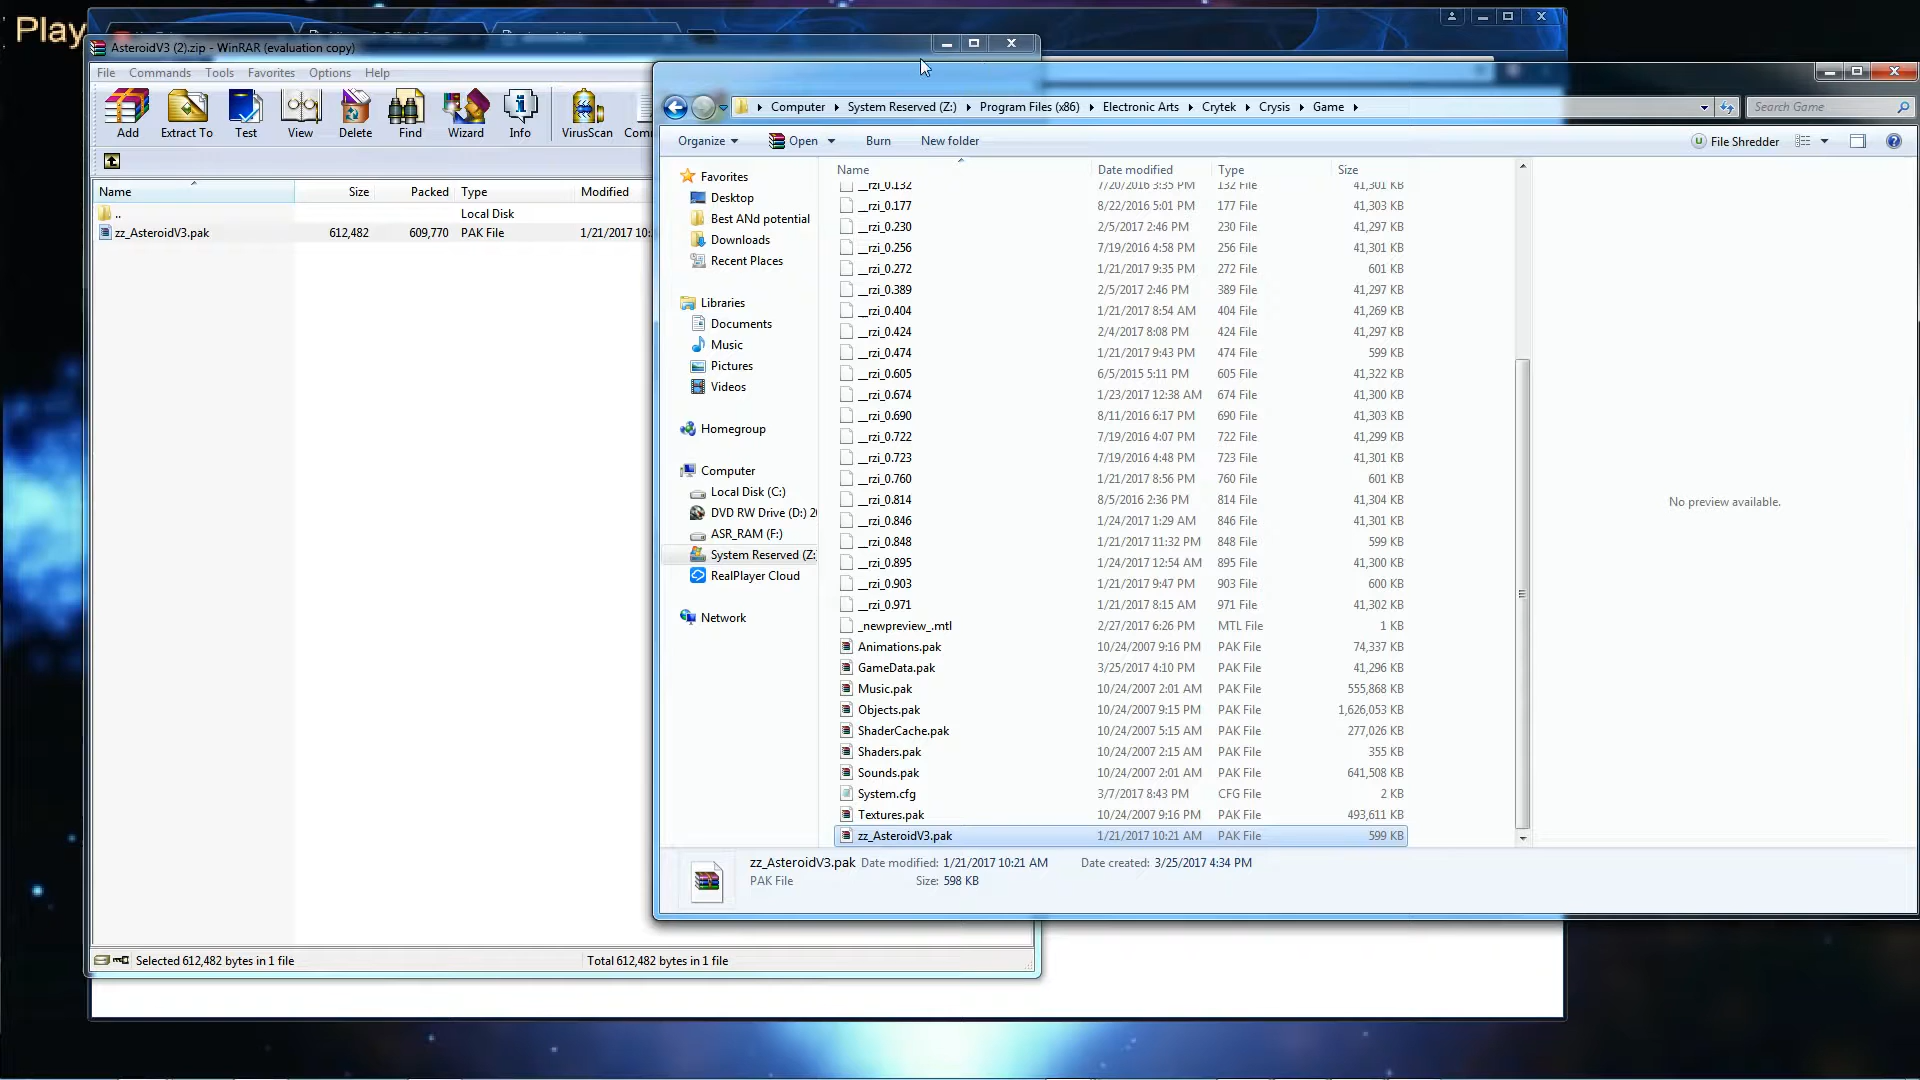 Play
AsteroidV3 (2).zip - WinRAR (evaluation copy)
File Commands Tools Favorites Options Help
Add Extract To Test View Delete Find Wizard Info VirusScan
Name Size Packed Type Modified
.. Local Disk
zz_AsteroidV3.pak 612,482 609,770 PAK File 1/21/2017 10:
Selected 612,482 bytes in 1 file Total 612,482 bytes in 1 file
Computer System Reserved (Z:) Program Files (x86) Electronic Arts Crytek Crysis Game Search Game
Organize Open Burn New folder File Shredder
Favorites
Desktop
Best ANd potential
Downloads
Recent Places
Libraries
Documents
Music
Pictures
Videos
Homegroup
Computer
Local Disk (C:)
DVD RW Drive (D:) 2
ASR_RAM (F:)
System Reserved (Z:
RealPlayer Cloud
Network
Name Date modified Type Size
__rzi_0.132 7/20/2016 3:35 PM 132 File 41,301 KB
__rzi_0.177 8/22/2016 5:01 PM 177 File 41,303 KB
__rzi_0.230 2/5/2017 2:46 PM 230 File 41,297 KB
__rzi_0.256 7/19/2016 4:58 PM 256 File 41,301 KB
__rzi_0.272 1/21/2017 9:35 PM 272 File 601 KB
__rzi_0.389 2/5/2017 2:46 PM 389 File 41,297 KB
__rzi_0.404 1/21/2017 8:54 AM 404 File 41,269 KB
__rzi_0.424 2/4/2017 8:08 PM 424 File 41,297 KB
__rzi_0.474 1/21/2017 9:43 PM 474 File 599 KB
__rzi_0.605 6/5/2015 5:11 PM 605 File 41,322 KB
__rzi_0.674 1/23/2017 12:38 AM 674 File 41,300 KB
__rzi_0.690 8/11/2016 6:17 PM 690 File 41,303 KB
__rzi_0.722 7/19/2016 4:07 PM 722 File 41,299 KB
__rzi_0.723 7/19/2016 4:48 PM 723 File 41,301 KB
__rzi_0.760 1/21/2017 8:56 PM 760 File 601 KB
__rzi_0.814 8/5/2016 2:36 PM 814 File 41,304 KB
__rzi_0.846 1/24/2017 1:29 AM 846 File 41,301 KB
__rzi_0.848 1/21/2017 11:32 PM 848 File 599 KB
__rzi_0.895 1/24/2017 12:54 AM 895 File 41,300 KB
__rzi_0.903 1/21/2017 9:47 PM 903 File 600 KB
__rzi_0.971 1/21/2017 8:15 AM 971 File 41,302 KB
_newpreview_.mtl 2/27/2017 6:26 PM MTL File 1 KB
Animations.pak 10/24/2007 9:16 PM PAK File 74,337 KB
GameData.pak 3/25/2017 4:10 PM PAK File 41,296 KB
Music.pak 10/24/2007 2:01 AM PAK File 555,868 KB
Objects.pak 10/24/2007 9:15 PM PAK File 1,626,053 KB
ShaderCache.pak 10/24/2007 5:15 AM PAK File 277,026 KB
Shaders.pak 10/24/2007 2:15 AM PAK File 355 KB
Sounds.pak 10/24/2007 2:01 AM PAK File 641,508 KB
System.cfg 3/7/2017 8:43 PM CFG File 2 KB
Textures.pak 10/24/2007 9:16 PM PAK File 493,611 KB
zz_AsteroidV3.pak 1/21/2017 10:21 AM PAK File 599 KB
No preview available.
zz_AsteroidV3.pak Date modified: 1/21/2017 10:21 AM Date created: 3/25/2017 4:34 PM
PAK File Size: 598 KB